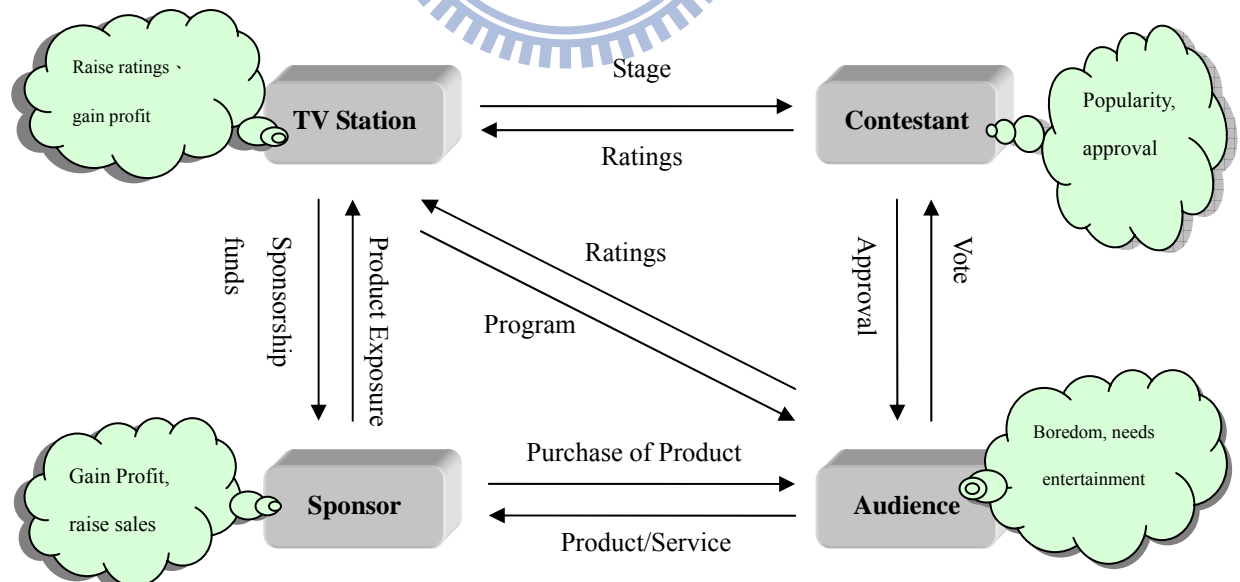 Raise ratings、
gain profit
TV Station
Stage
Ratings
Contestant
Popularity,
approval
Sponsorship
funds
Product Exposure
Ratings
Program
Approval
Vote
Gain Profit,
raise sales
Sponsor
Purchase of Product
Product/Service
Audience
Boredom, needs
entertainment